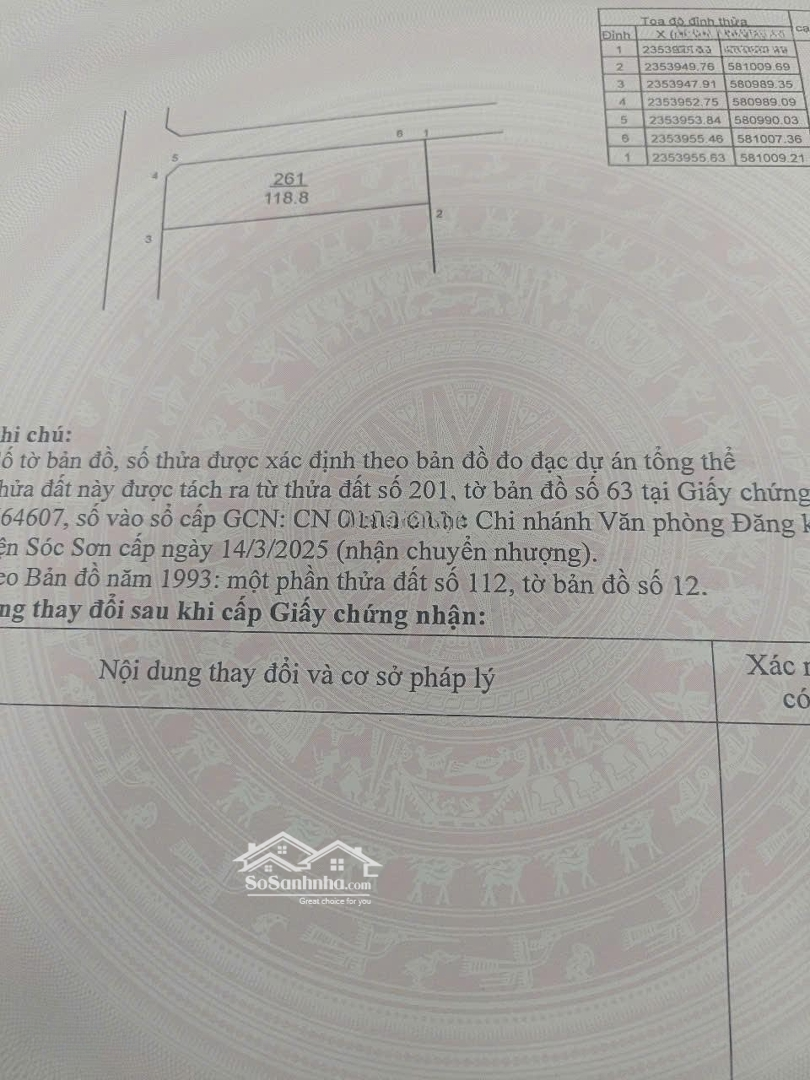 Tọa độ đỉnh thửa
Đỉnh X
1
2 2353949.76 581009.69
3 2353947.91 580989.35
4 2353952.75 580989.09
5 2353953.84 580990.03
6 2353955.46 581007.36
1 2353955.63 581009.21
6 1
5
4
261
118.8
2
3
hi chú:
ố tờ bản đồ, số thửa được xác định theo bản đồ đo đạc dự án tổng thể
hửa đất này được tách ra từ thửa đất số 201, tờ bản đồ số 63 tại Giấy chứng
64607, số vào sổ cấp GCN: CN Chi nhánh Văn phòng Đăng k
ện Sóc Sơn cấp ngày 14/3/2025 (nhận chuyển nhượng).
eo Bản đồ năm 1993: một phần thửa đất số 112, tờ bản đồ số 12.
ng thay đổi sau khi cấp Giấy chứng nhận:
Nội dung thay đổi và cơ sở pháp lý
Xác n
có
SoSanhnha.com
Great choice for you